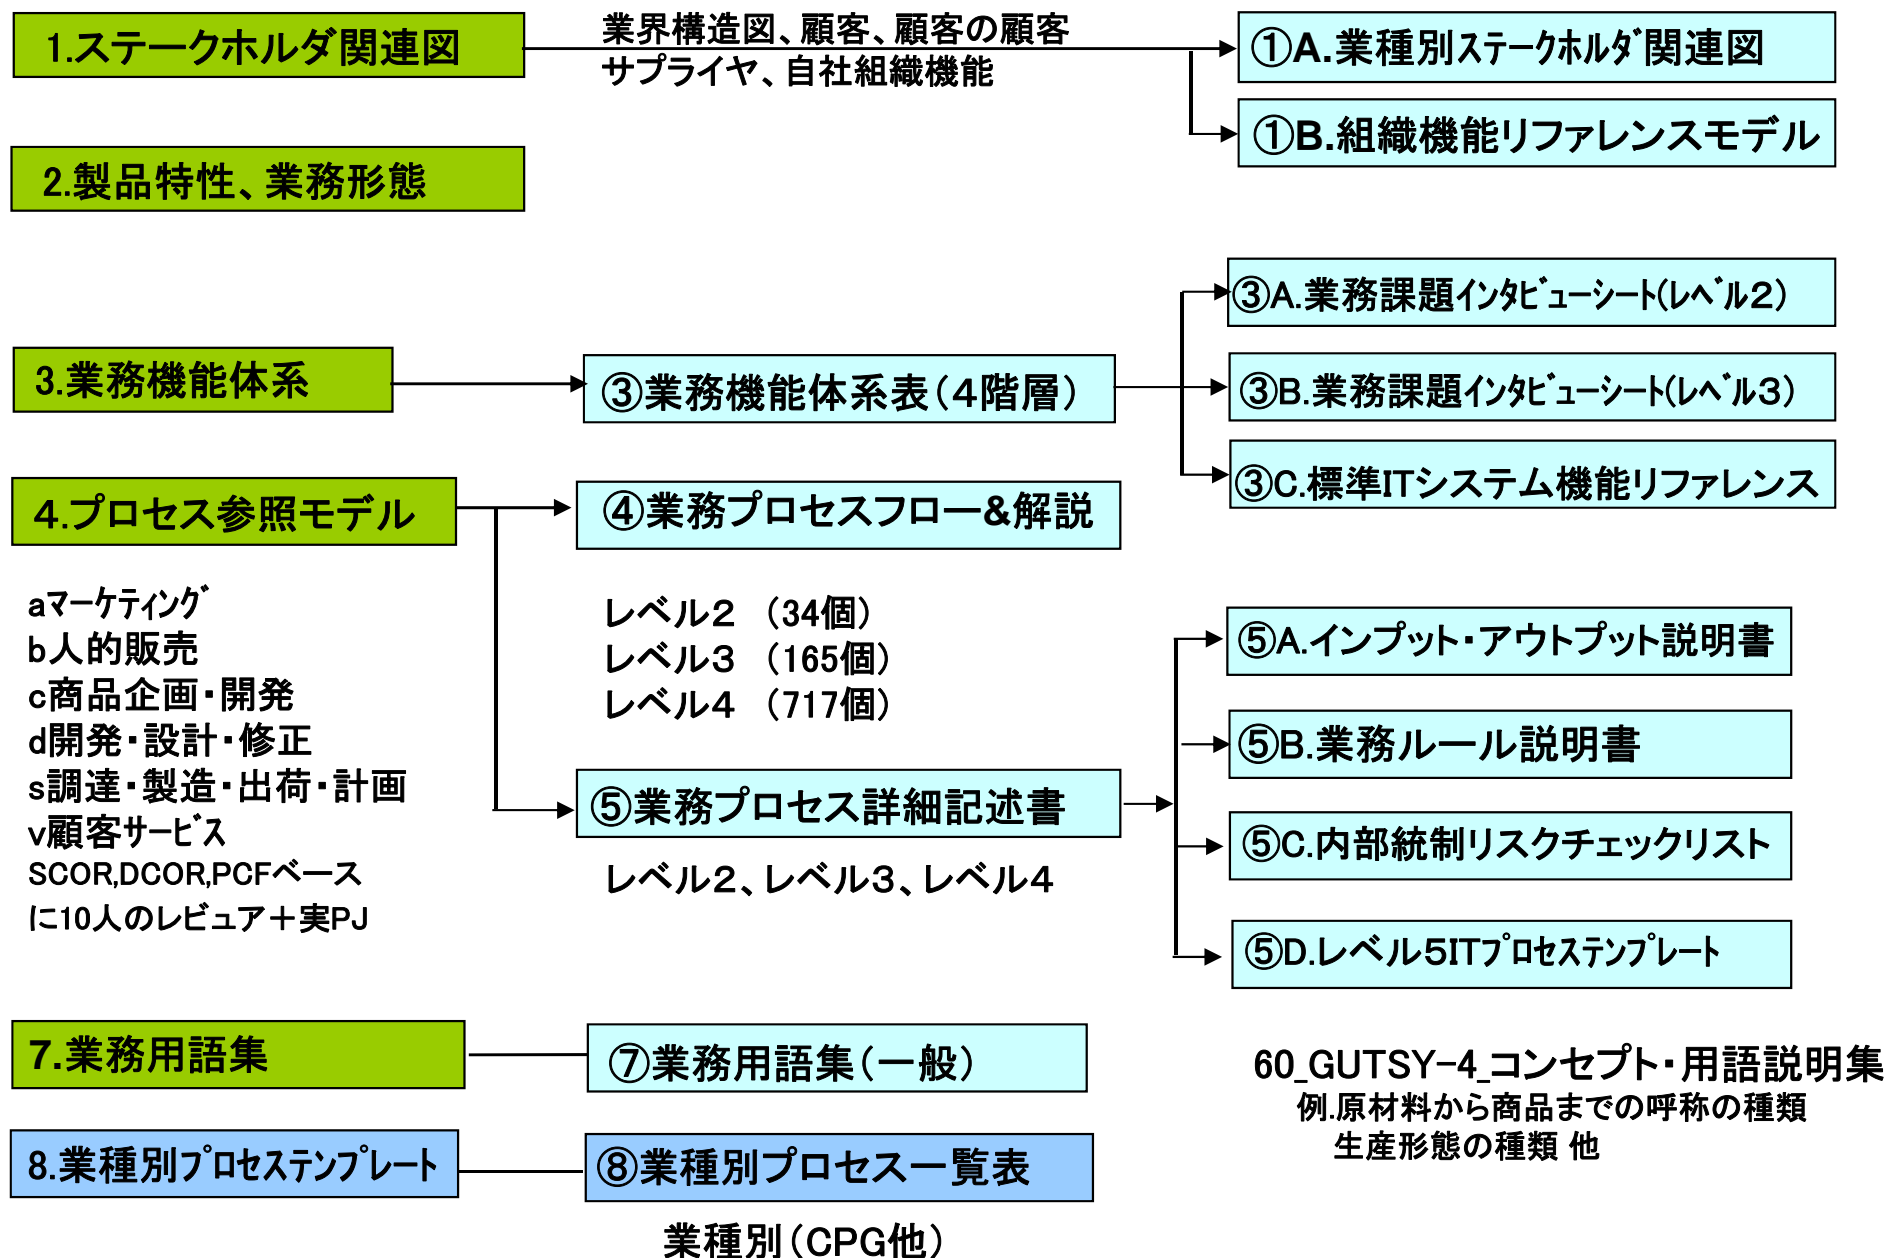 1.ステークホルダ関連図
業界構造図、顧客、顧客の顧客
サプライヤ、自社組織機能
①A.業種別ステークホルダ関連図
①B.組織機能リファレンスモデル
2.製品特性、業務形態
3.業務機能体系
③業務機能体系表(4階層)
③A.業務課題インタビューシート(レベル2)
③B.業務課題インタビューシート(レベル3)
③C.標準ITシステム機能リファレンス
4.プロセス参照モデル
④業務プロセスフロー&解説
aマーケティング
b人的販売
c商品企画・開発
d開発・設計・修正
s調達・製造・出荷・計画
v顧客サービス
SCOR,DCOR,PCFベース
に10人のレビュア＋実PJ
レベル2 (34個)
レベル3 (165個)
レベル4 (717個)
⑤業務プロセス詳細記述書
レベル2、レベル3、レベル4
⑤A.インプット・アウトプット説明書
⑤B.業務ルール説明書
⑤C.内部統制リスクチェックリスト
⑤D.レベル5ITプロセステンプレート
7.業務用語集
⑦業務用語集(一般)
60_GUTSY-4_コンセプト・用語説明集
例.原材料から商品までの呼称の種類
生産形態の種類 他
8.業種別プロセステンプレート
⑧業種別プロセス一覧表
業種別(CPG他)